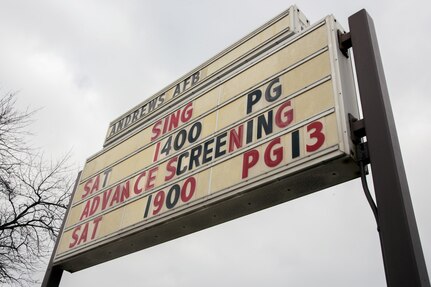 ANDREWS AFB
SING
SAT 1400 PG
ADVANCE SCREENING
SAT 1900 PG13